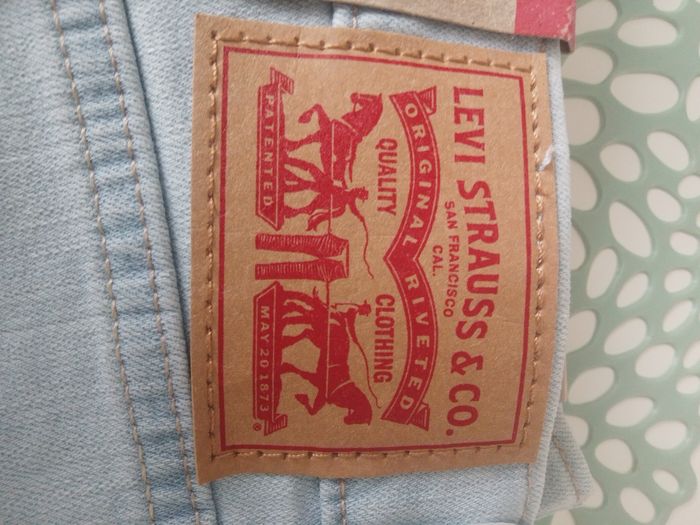 LEVI STRAUSS & CO.
SAN FRANCISCO
CAL.
ORIGINAL RIVETED
QUALITY CLOTHING
PATENTED
MAY 20 1873
®